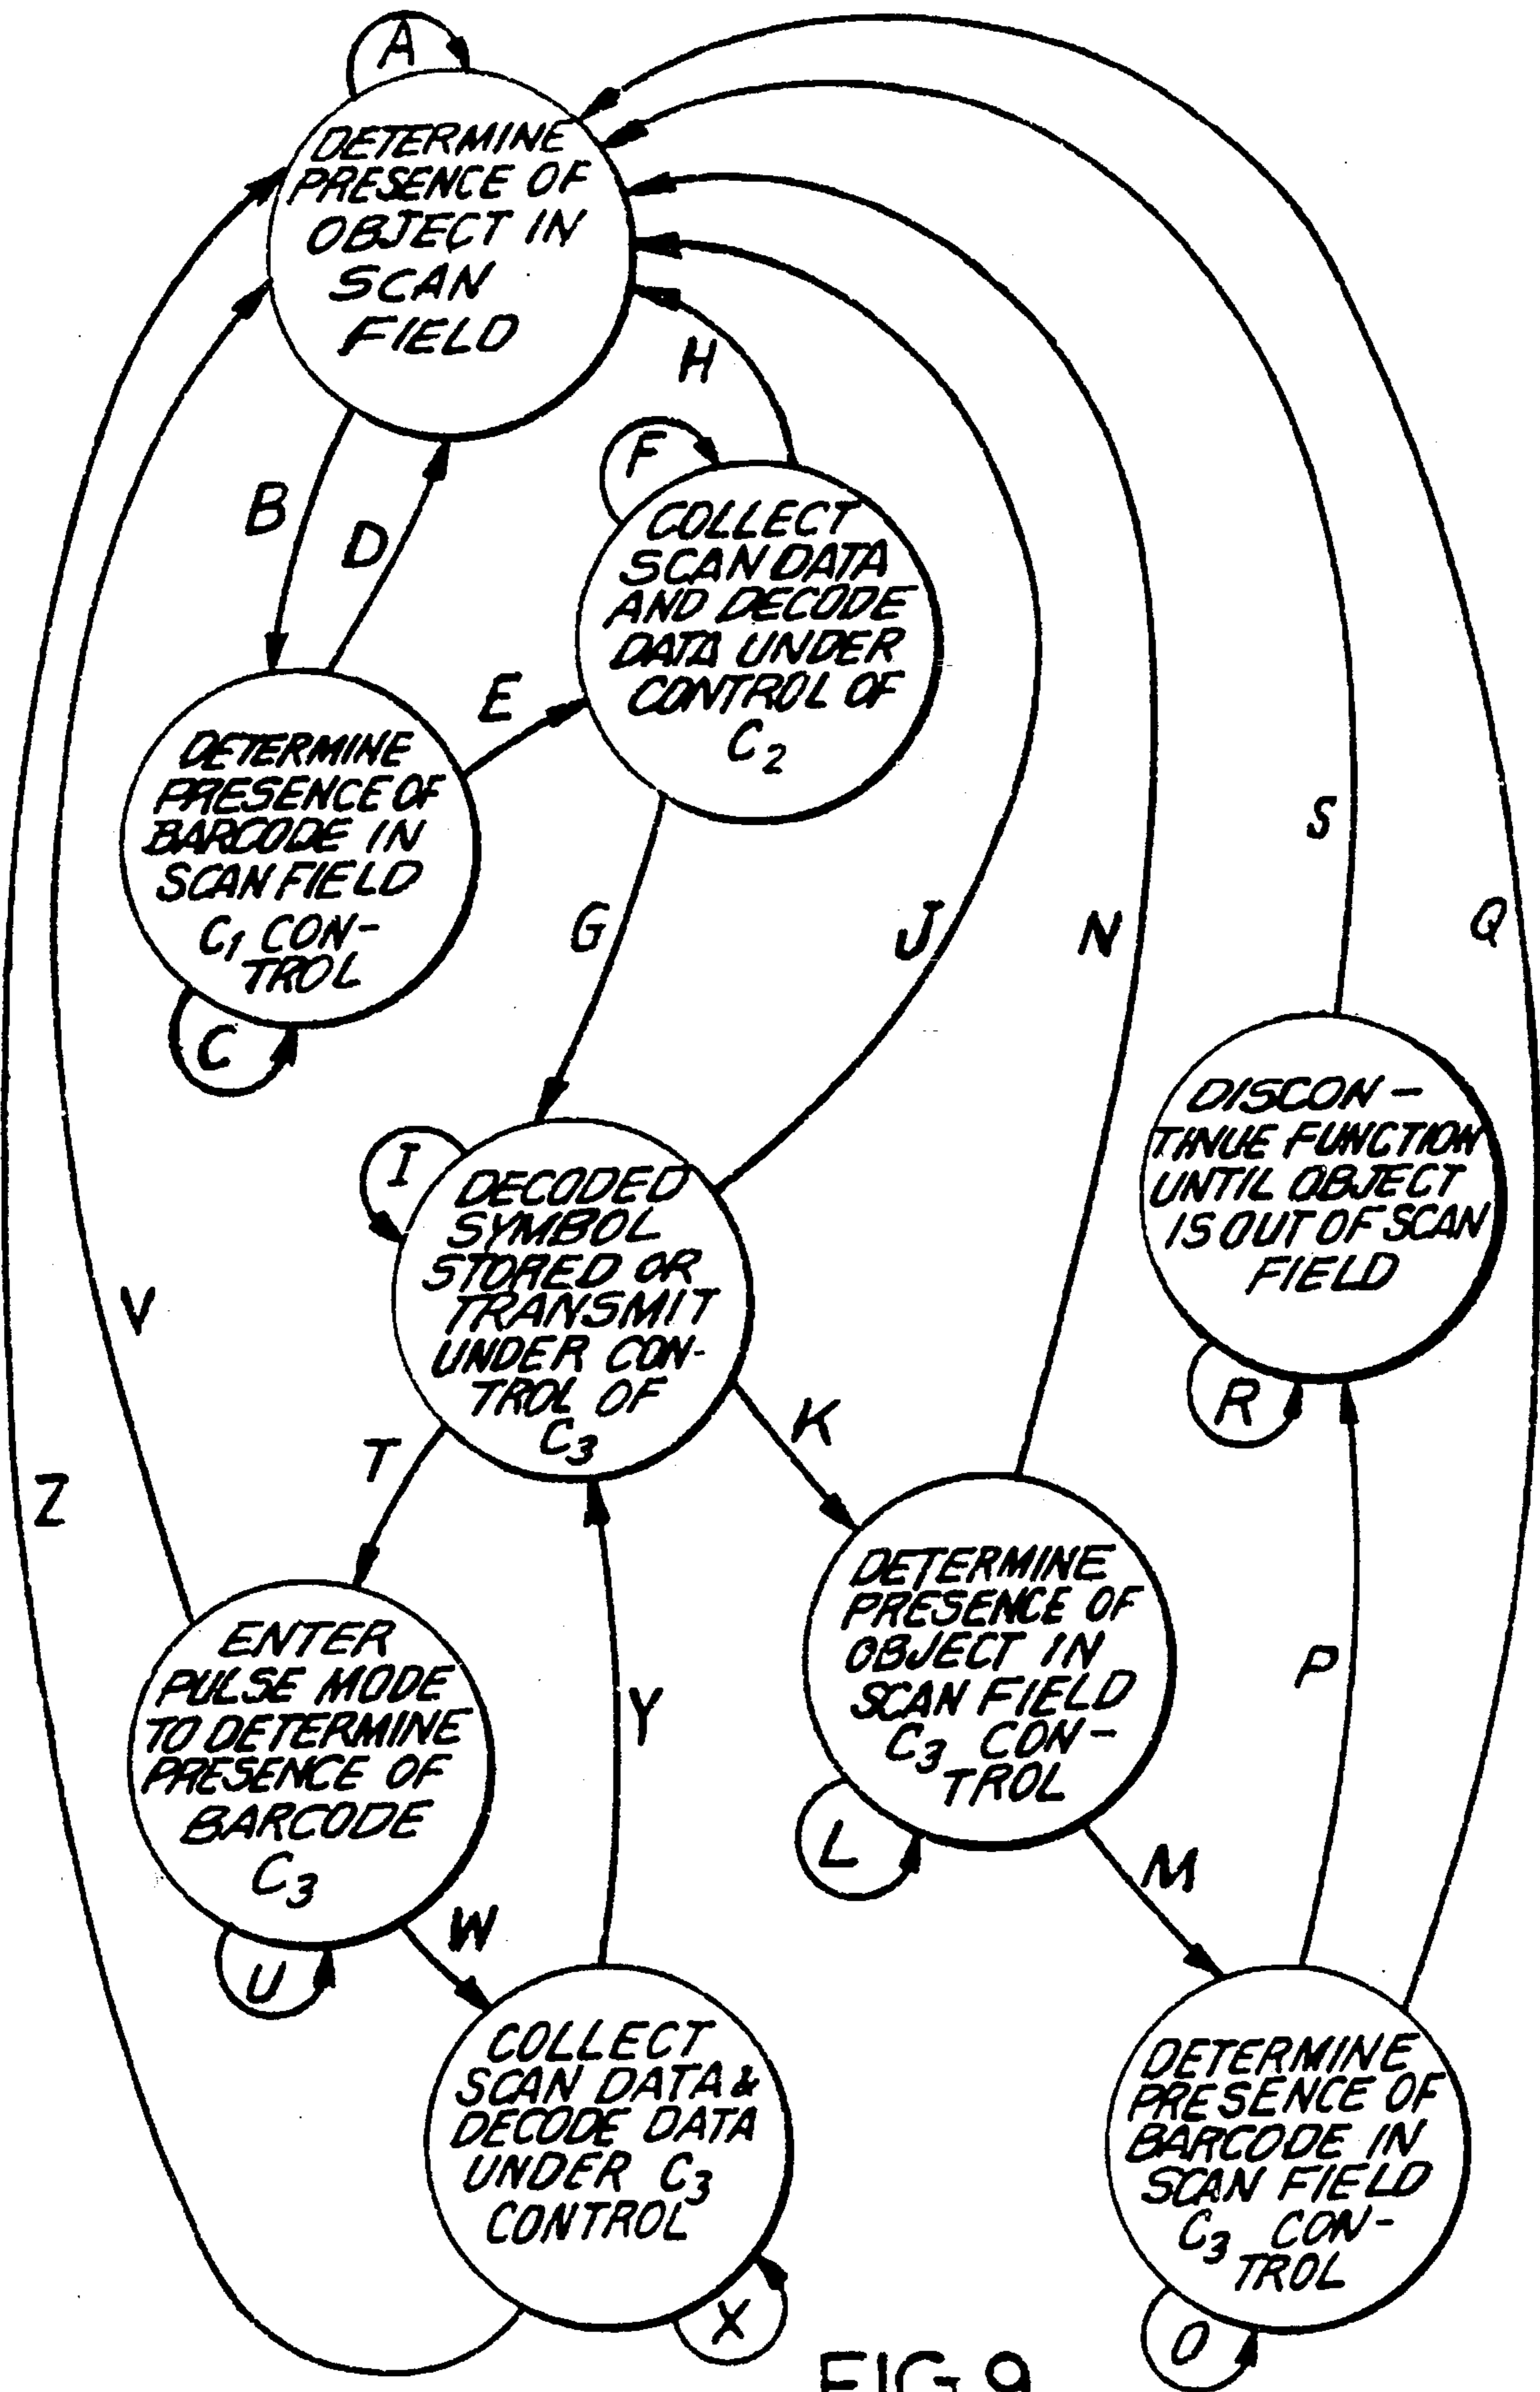 A
DETERMINE
PRESENCE OF
OBJECT IN
SCAN
FIELD
H
F
B
D
COLLECT
SCAN DATA
AND DECODE
DATA UNDER
CONTROL OF
C2
E
DETERMINE
PRESENCE OF
BARCODE IN
SCAN FIELD
C1 CON-
TROL
C
G
J
N
S
Q
DISCON-
TINUE FUNCTION
UNTIL OBJECT
IS OUT OF SCAN
FIELD
R
I
DECODED
SYMBOL
STORED OR
TRANSMIT
UNDER CON-
TROL OF
C3
V
Z
T
K
ENTER
PULSE MODE
TO DETERMINE
PRESENCE OF
BARCODE
C3
U
Y
DETERMINE
PRESENCE OF
OBJECT IN
SCAN FIELD
C3 CON-
TROL
L
P
M
W
COLLECT
SCAN DATA &
DECODE DATA
UNDER C3
CONTROL
X
DETERMINE
PRESENCE OF
BARCODE IN
SCAN FIELD
C3 CON-
TROL
O
FIG. 9